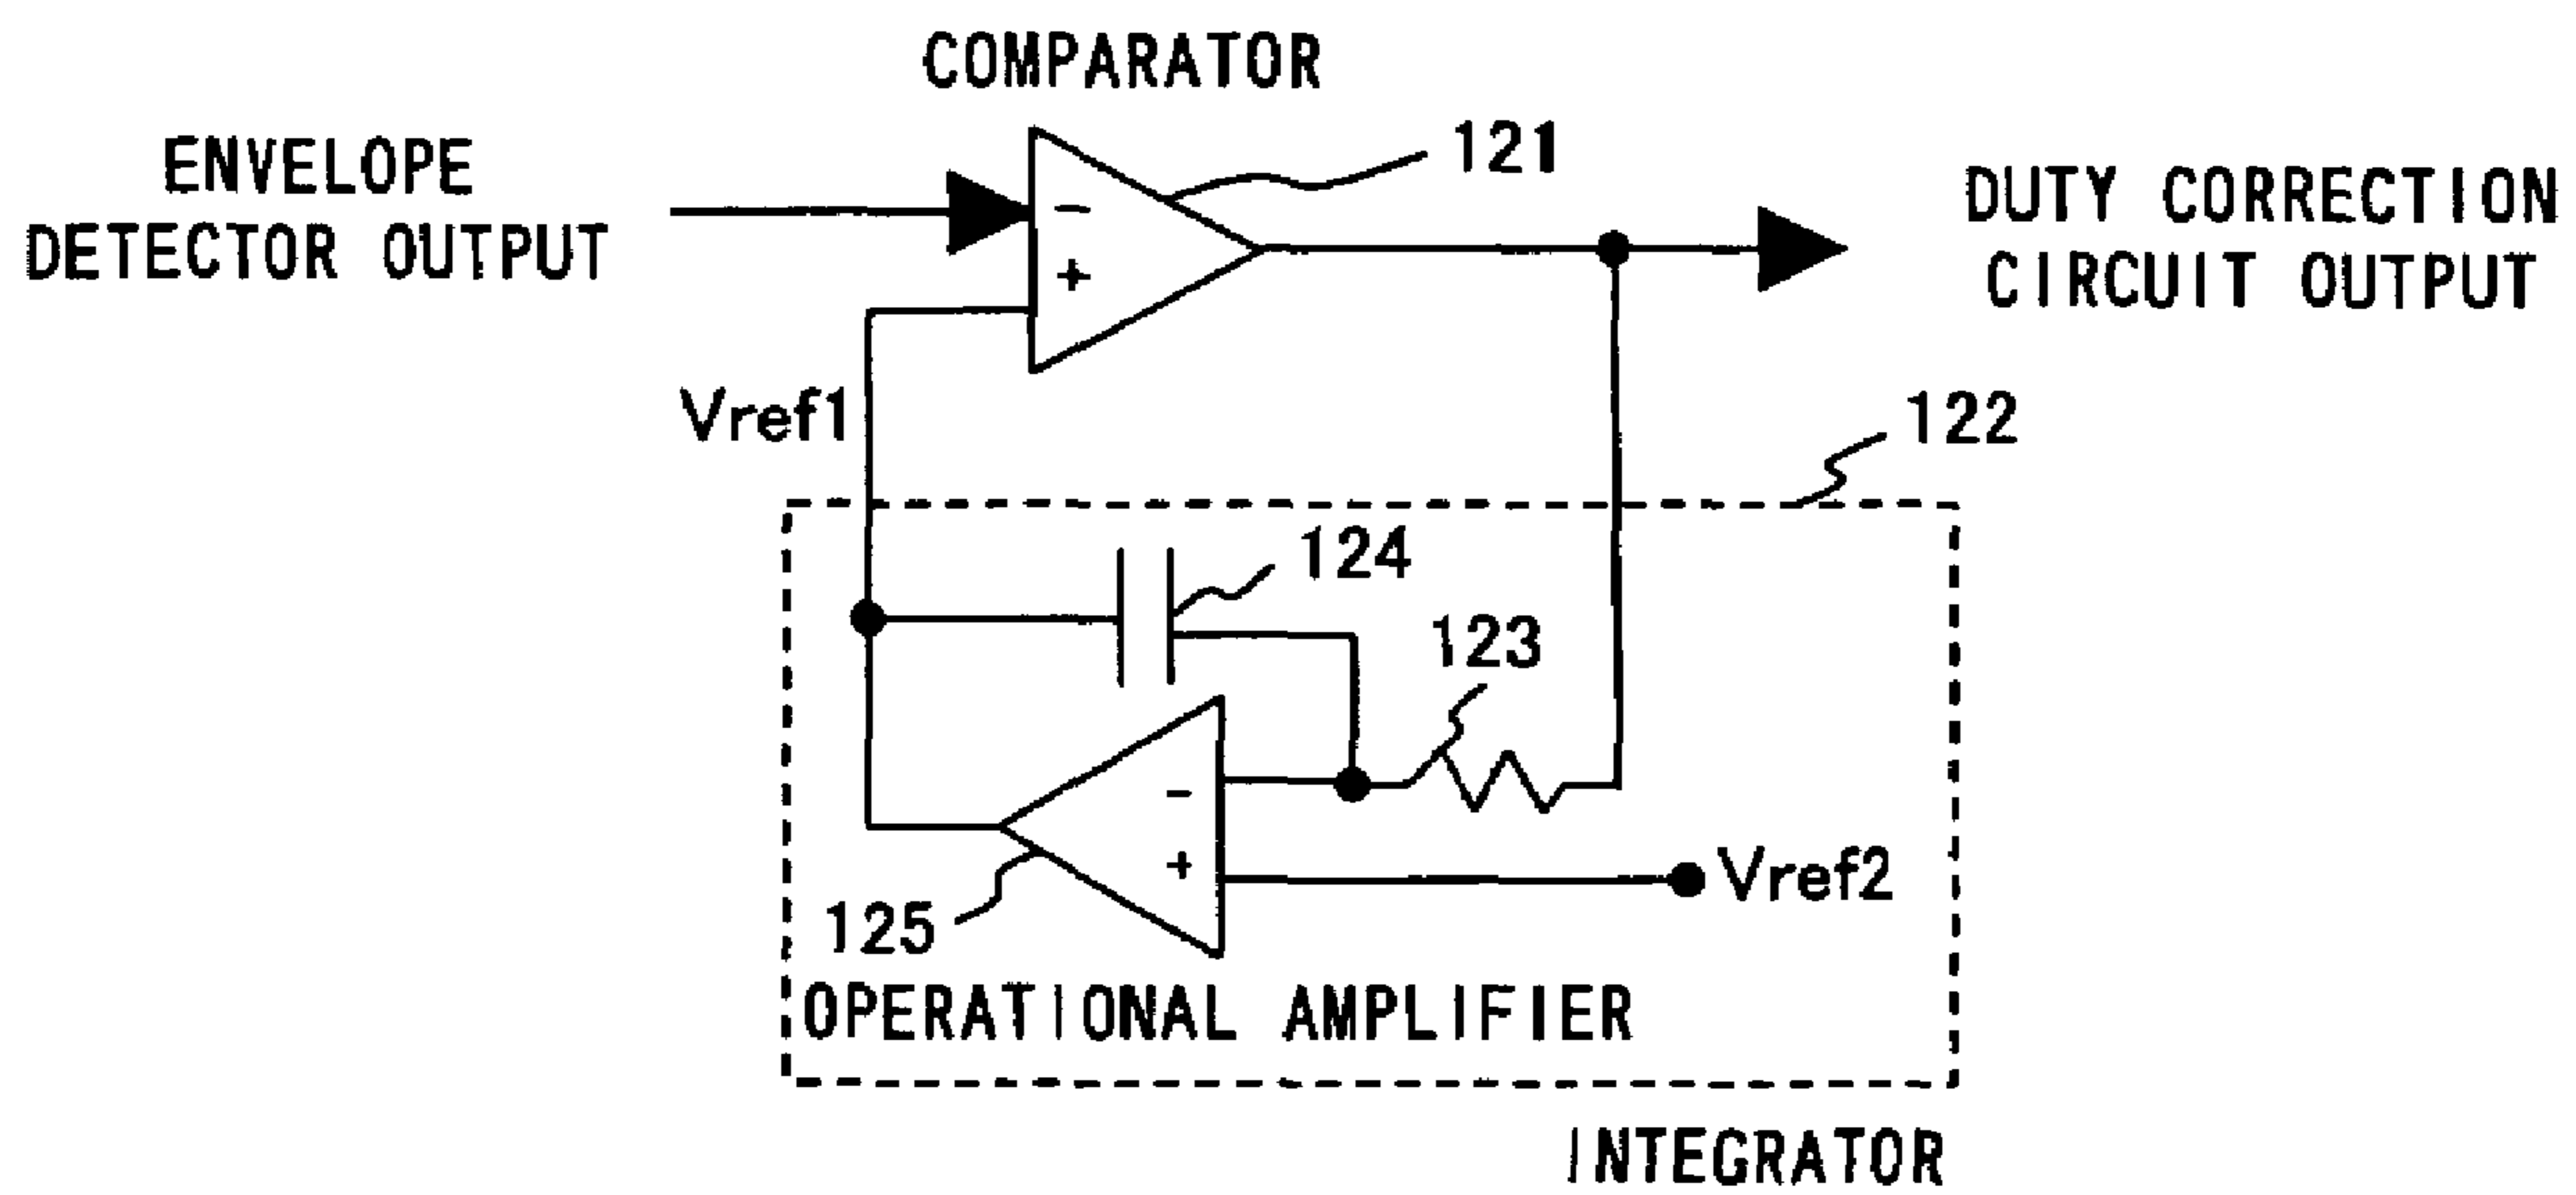 COMPARATOR
121
ENVELOPE
DETECTOR OUTPUT
−
+
DUTY CORRECTION
CIRCUIT OUTPUT
Vref1
122
124
123
−
+
Vref2
125
OPERATIONAL AMPLIFIER
INTEGRATOR